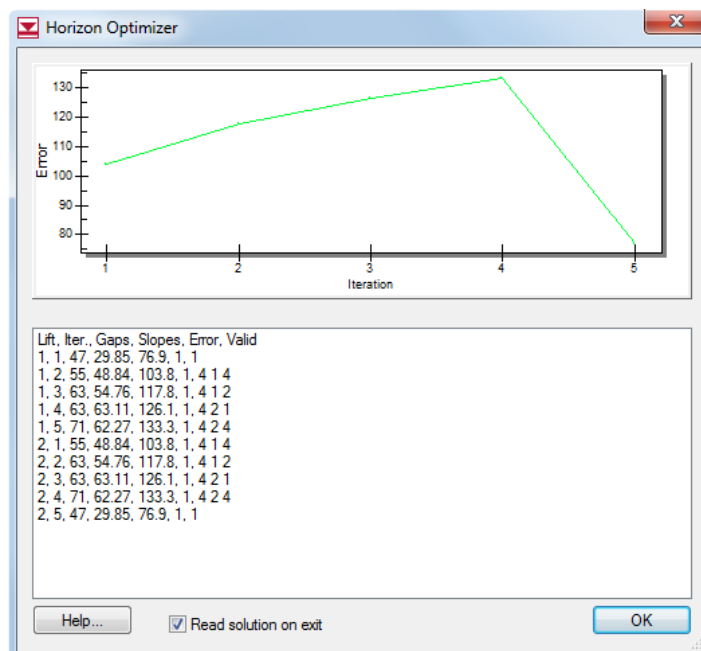 Horizon Optimizer
x
130
120
110
100
90
80
Error
1 2 3 4 5
Iteration
Lift, Iter., Gaps, Slopes, Error, Valid
1, 1, 47, 29.85, 76.9, 1, 1
1, 2, 55, 48.84, 103.8, 1, 4 1 4
1, 3, 63, 54.76, 117.8, 1, 4 1 2
1, 4, 63, 63.11, 126.1, 1, 4 2 1
1, 5, 71, 62.27, 133.3, 1, 4 2 4
2, 1, 55, 48.84, 103.8, 1, 4 1 4
2, 2, 63, 54.76, 117.8, 1, 4 1 2
2, 3, 63, 63.11, 126.1, 1, 4 2 1
2, 4, 71, 62.27, 133.3, 1, 4 2 4
2, 5, 47, 29.85, 76.9, 1, 1
Help...
Read solution on exit
OK